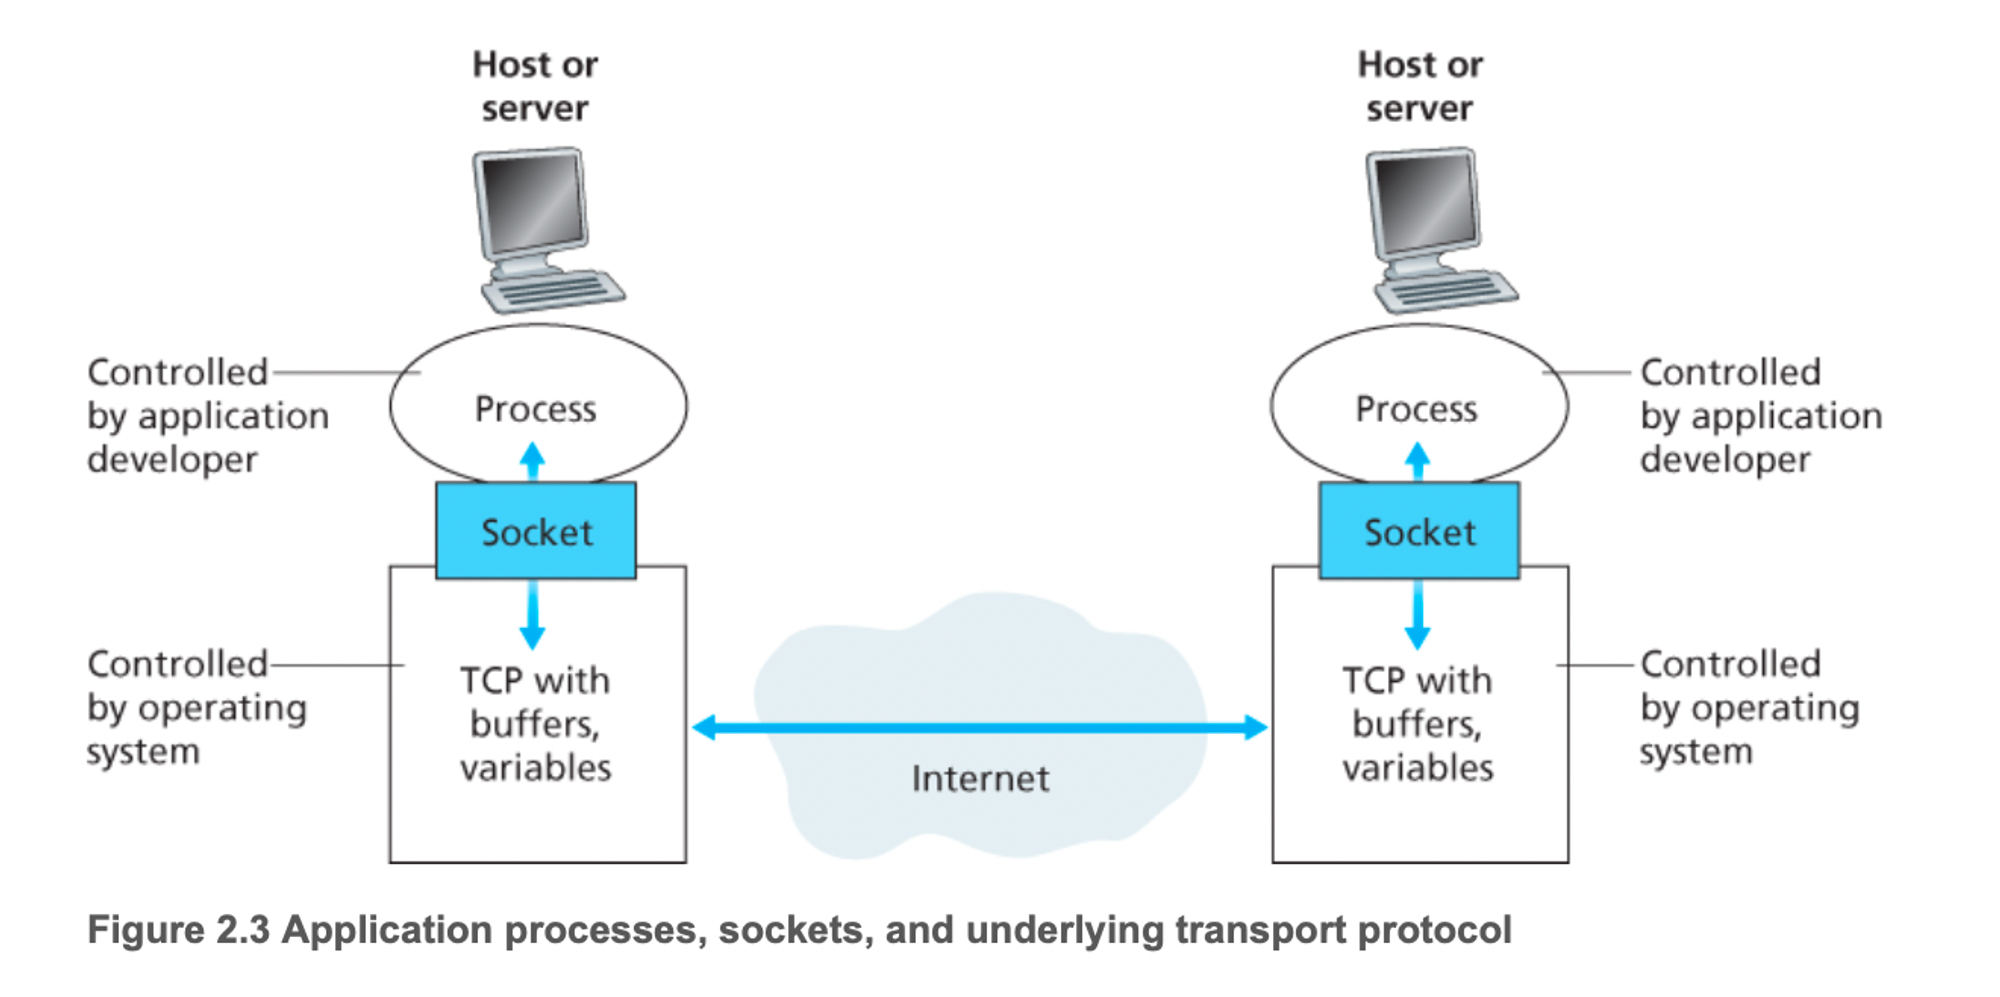 Host or
server
Host or
server
Controlled
by application
developer
Process
Process
Controlled
by application
developer
Socket
Socket
Controlled
by operating
system
TCP with
buffers,
variables
Internet
TCP with
buffers,
variables
Controlled
by operating
system
Figure 2.3 Application processes, sockets, and underlying transport protocol